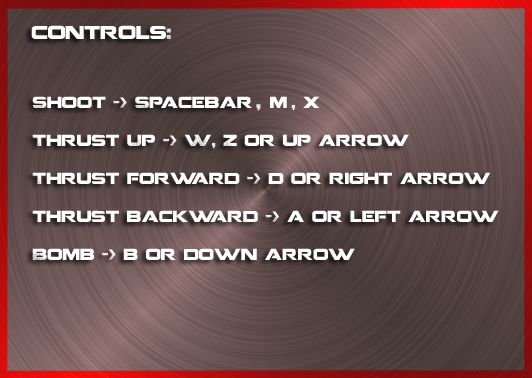 CONTROLS:
SHOOT -> SPACEBAR, M, X
THRUST UP -> W, Z OR UP ARROW
THRUST FORWARD -> D OR RIGHT ARROW
THRUST BACKWARD -> A OR LEFT ARROW
BOMB -> B OR DOWN ARROW